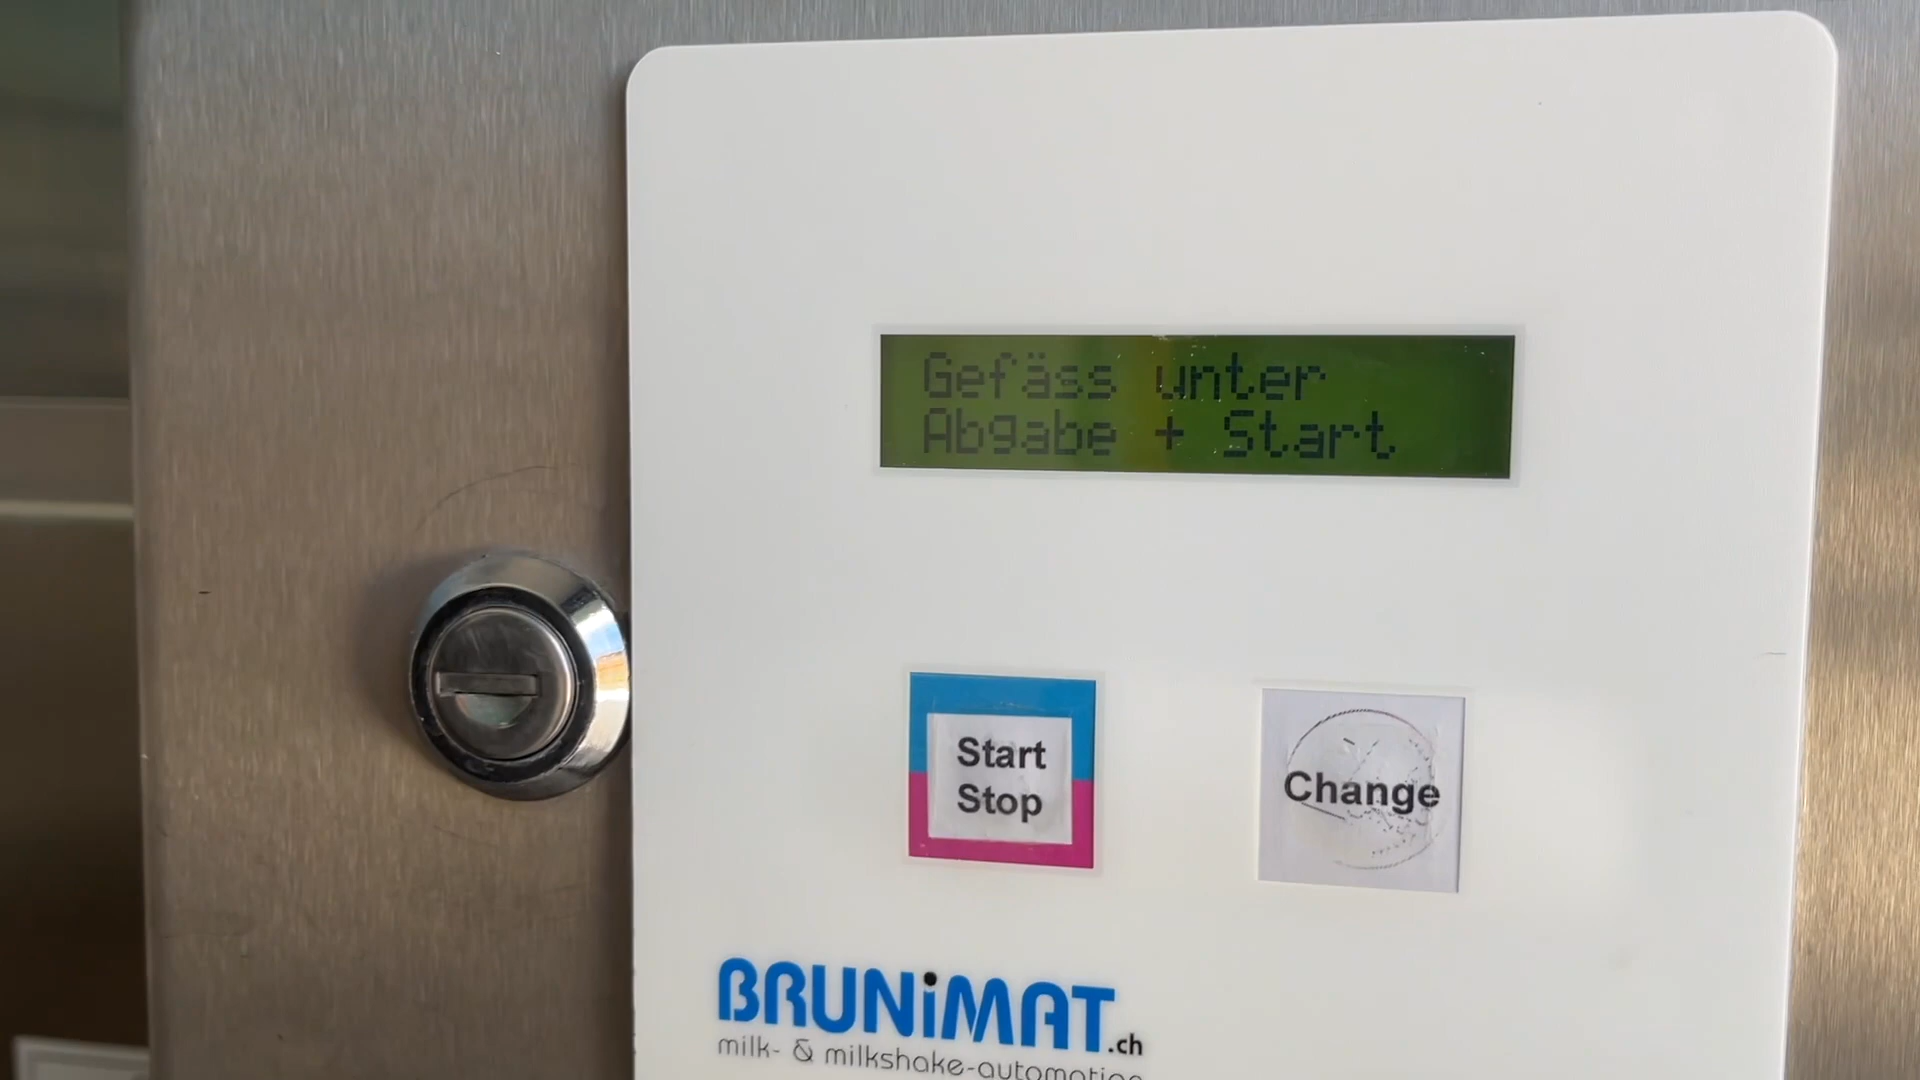 Gefäss unter
Abgabe + Start
Start
Stop
Change
BRUNiMAT.ch
milk- & milkshake-automation